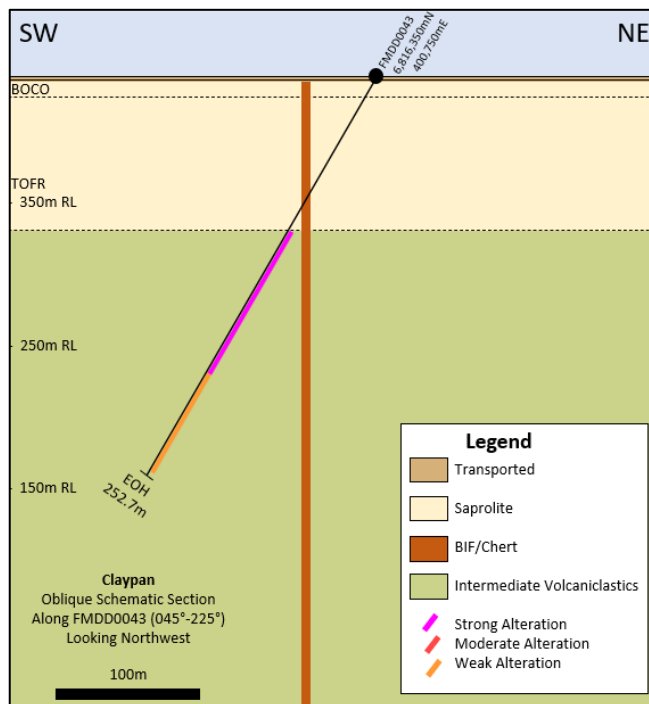 SW
NE
FMDD0043
6,816,350mN
400,750mE
BOCO
TOFR
350m RL
250m RL
150m RL
EOH
252.7m
Claypan
Oblique Schematic Section
Along FMDD0043 (045°-225°)
Looking Northwest
100m
Legend
Transported
Saprolite
BIF/Chert
Intermediate Volcaniclastics
Strong Alteration
Moderate Alteration
Weak Alteration